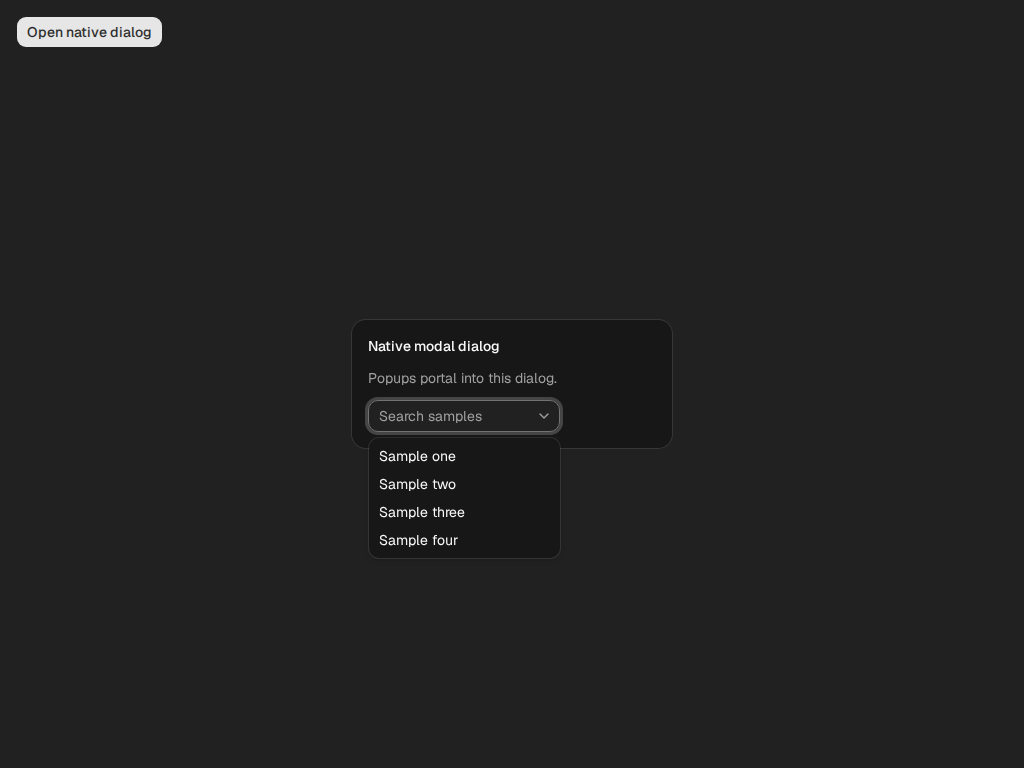 Open native dialog
Native modal dialog
Popups portal into this dialog.
Search samples
Sample one
Sample two
Sample three
Sample four